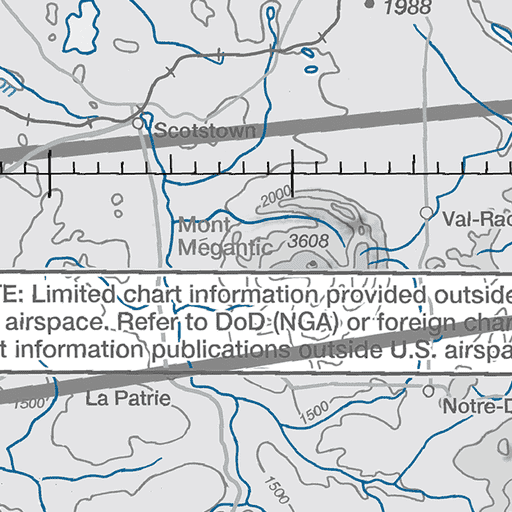 1988
Scotstown
2000
Val-Rac
Mont
Mégantic
3608
TE: Limited chart information provided outside
airspace. Refer to DoD (NGA) or foreign char
t information publications outside U.S. airspa
1500
La Patrie
1500
Notre-D
1500